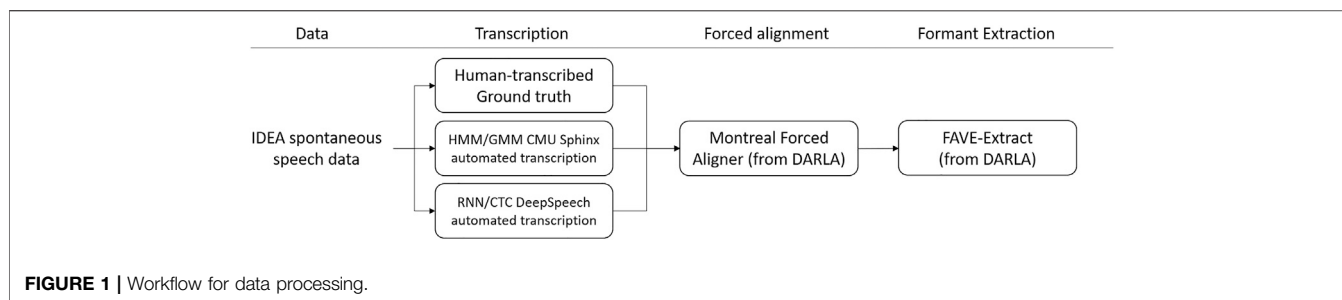 Data
Transcription
Forced alignment
Formant Extraction
Human-transcribed
Ground truth
IDEA spontaneous
speech data
HMM/GMM CMU Sphinx
automated transcription
RNN/CTC DeepSpeech
automated transcription
Montreal Forced
Aligner (from DARLA)
FAVE-Extract
(from DARLA)
FIGURE 1 | Workflow for data processing.